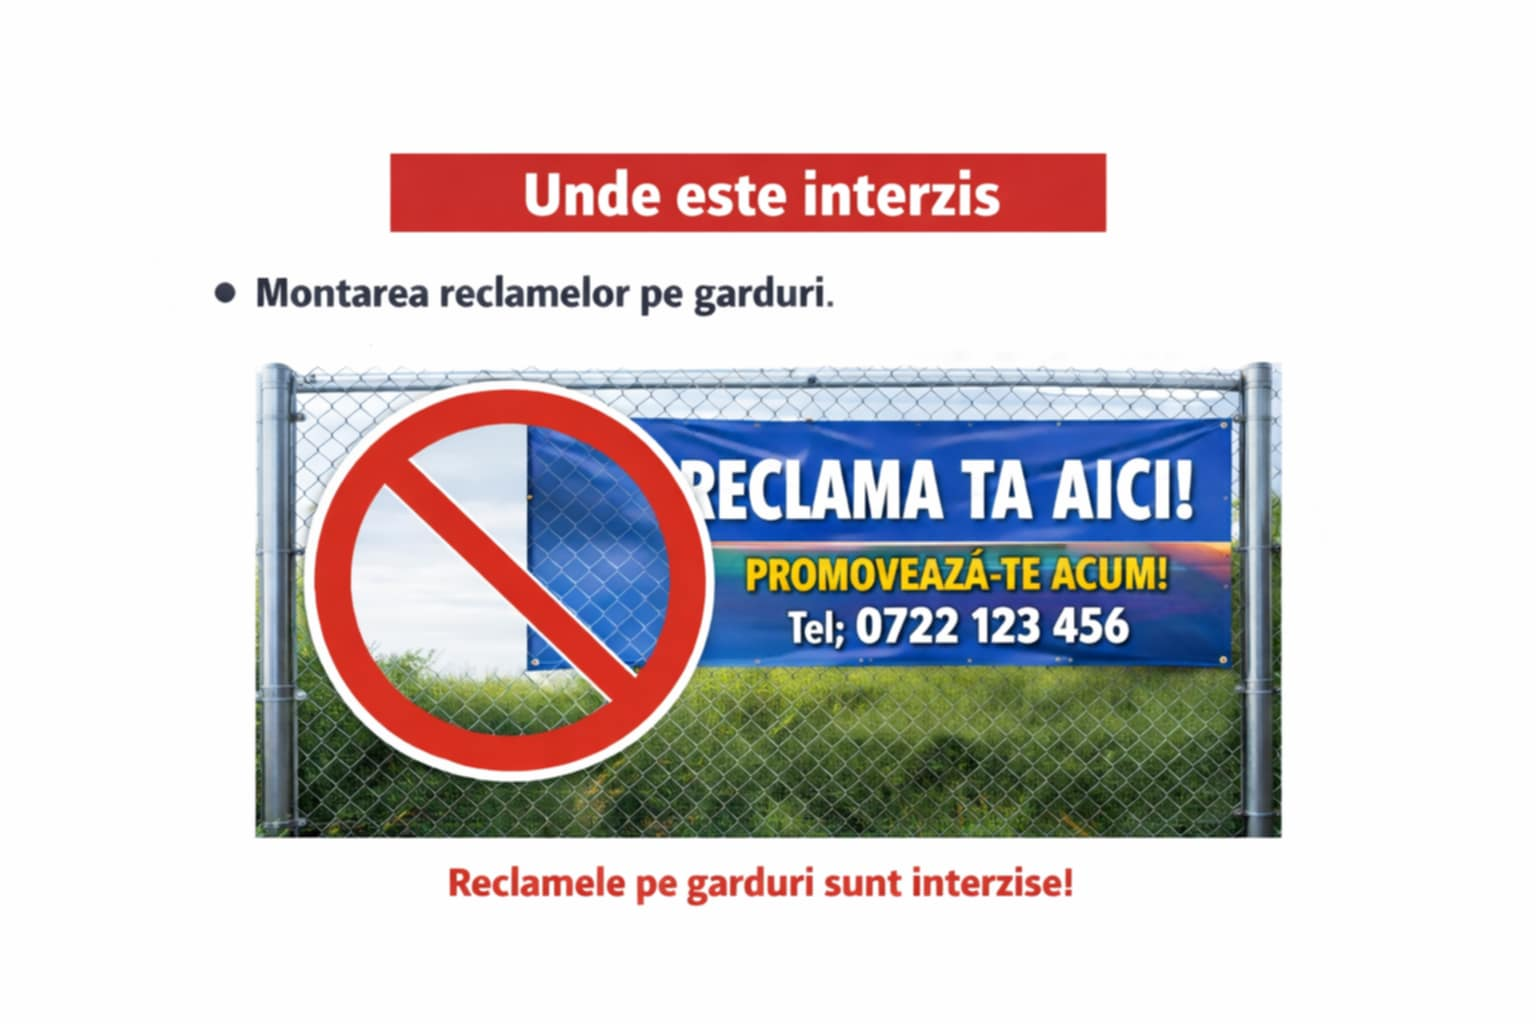 Unde este interzis
• Montarea reclamelor pe garduri.
RECLAMA TA AICI!
PROMOVEAZÁ-TE ACUM!
Tel; 0722 123 456
Reclamele pe garduri sunt interzise!